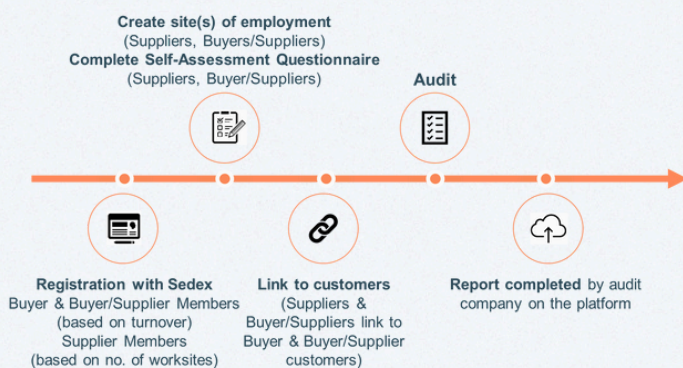 Create site(s) of employment
(Suppliers, Buyers/Suppliers)
Complete Self-Assessment Questionnaire
(Suppliers, Buyer/Suppliers)
Audit
Registration with Sedex
Buyer & Buyer/Supplier Members
(based on turnover)
Supplier Members
(based on no. of worksites)
Link to customers
(Suppliers &
Buyer/Suppliers link to
Buyer & Buyer/Supplier
customers)
Report completed by audit
company on the platform